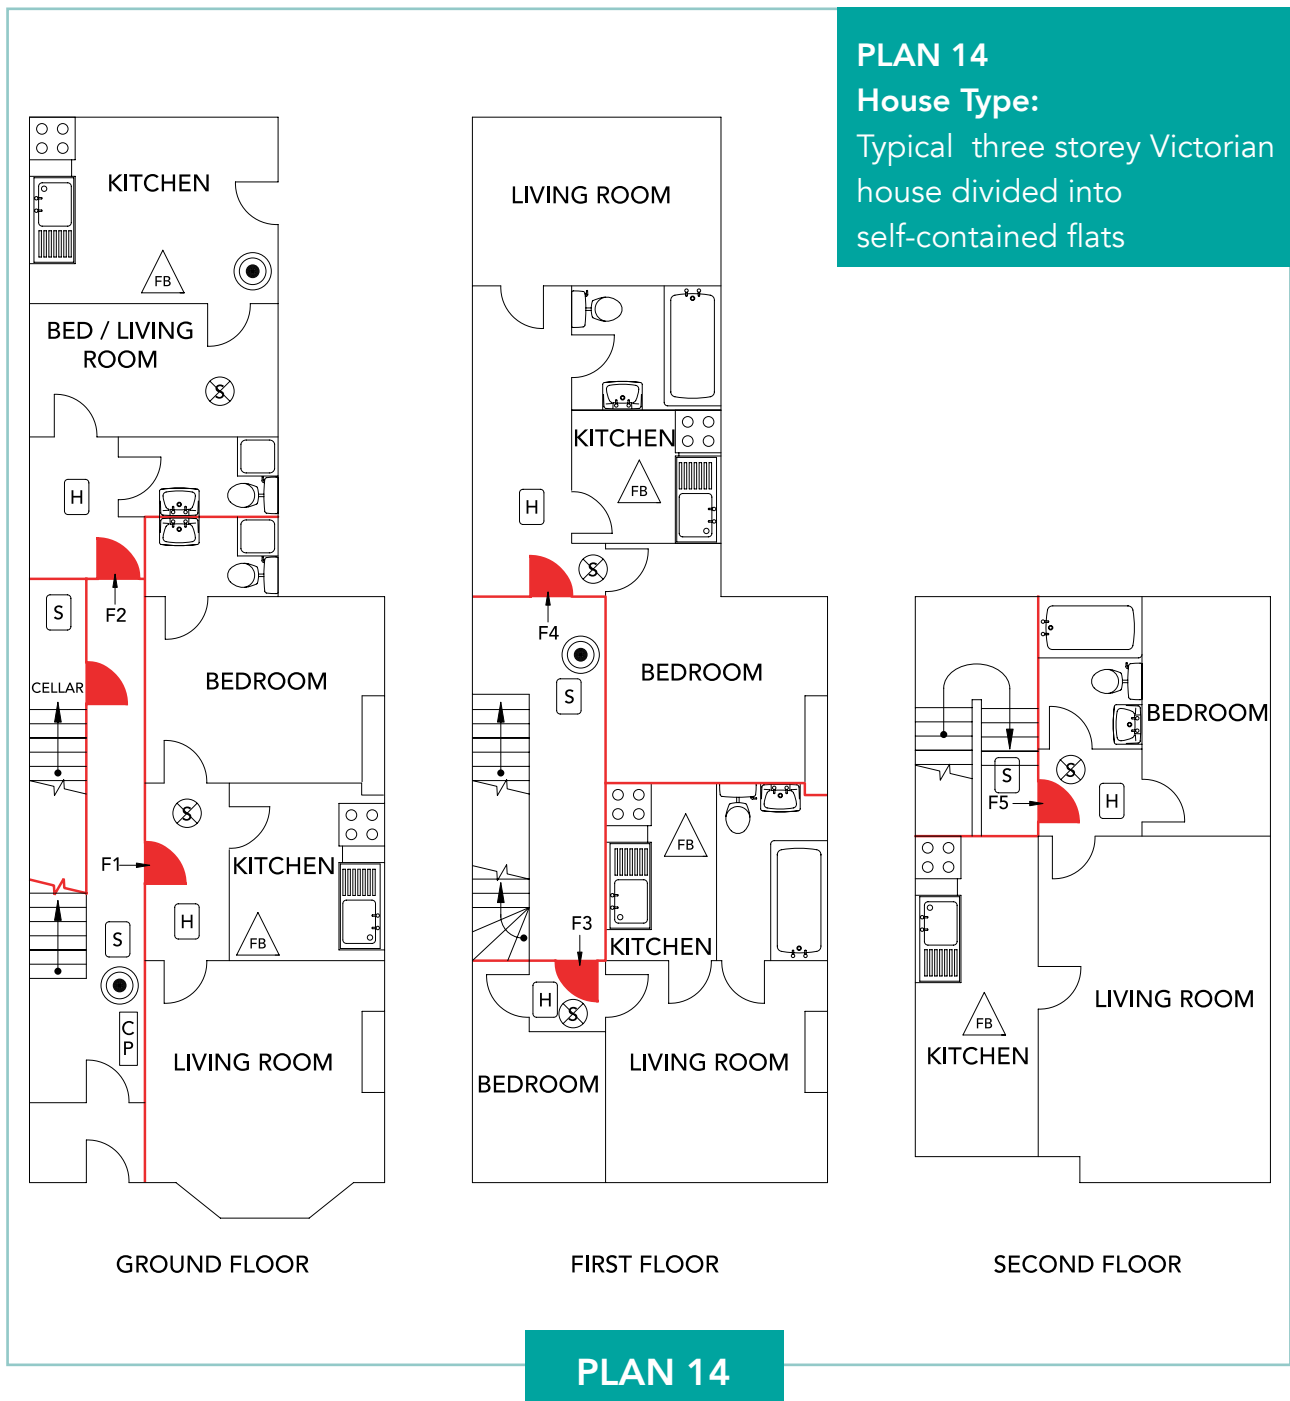 PLAN 14
House Type:
Typical three storey Victorian
house divided into
self-contained flats
KITCHEN
FB
BED / LIVING
ROOM
S
H
F2
S
CELLAR
BEDROOM
S
F1
KITCHEN
H
FB
S
C
P
LIVING ROOM
GROUND FLOOR
LIVING ROOM
KITCHEN
FB
H
S
F4
S
BEDROOM
FB
F3
KITCHEN
H
S
LIVING ROOM
BEDROOM
FIRST FLOOR
BEDROOM
S
S
F5
H
LIVING ROOM
FB
KITCHEN
SECOND FLOOR
PLAN 14